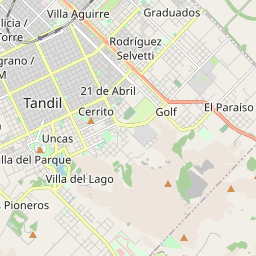 Villa Aguirre
Graduados
licia /
Torre
Rodríguez
Selvetti
grano /
M
21 de Abril
Tandil
Cerrito
Golf
El Paraíso
Uncas
lla del Parque
Villa del Lago
s Pioneros